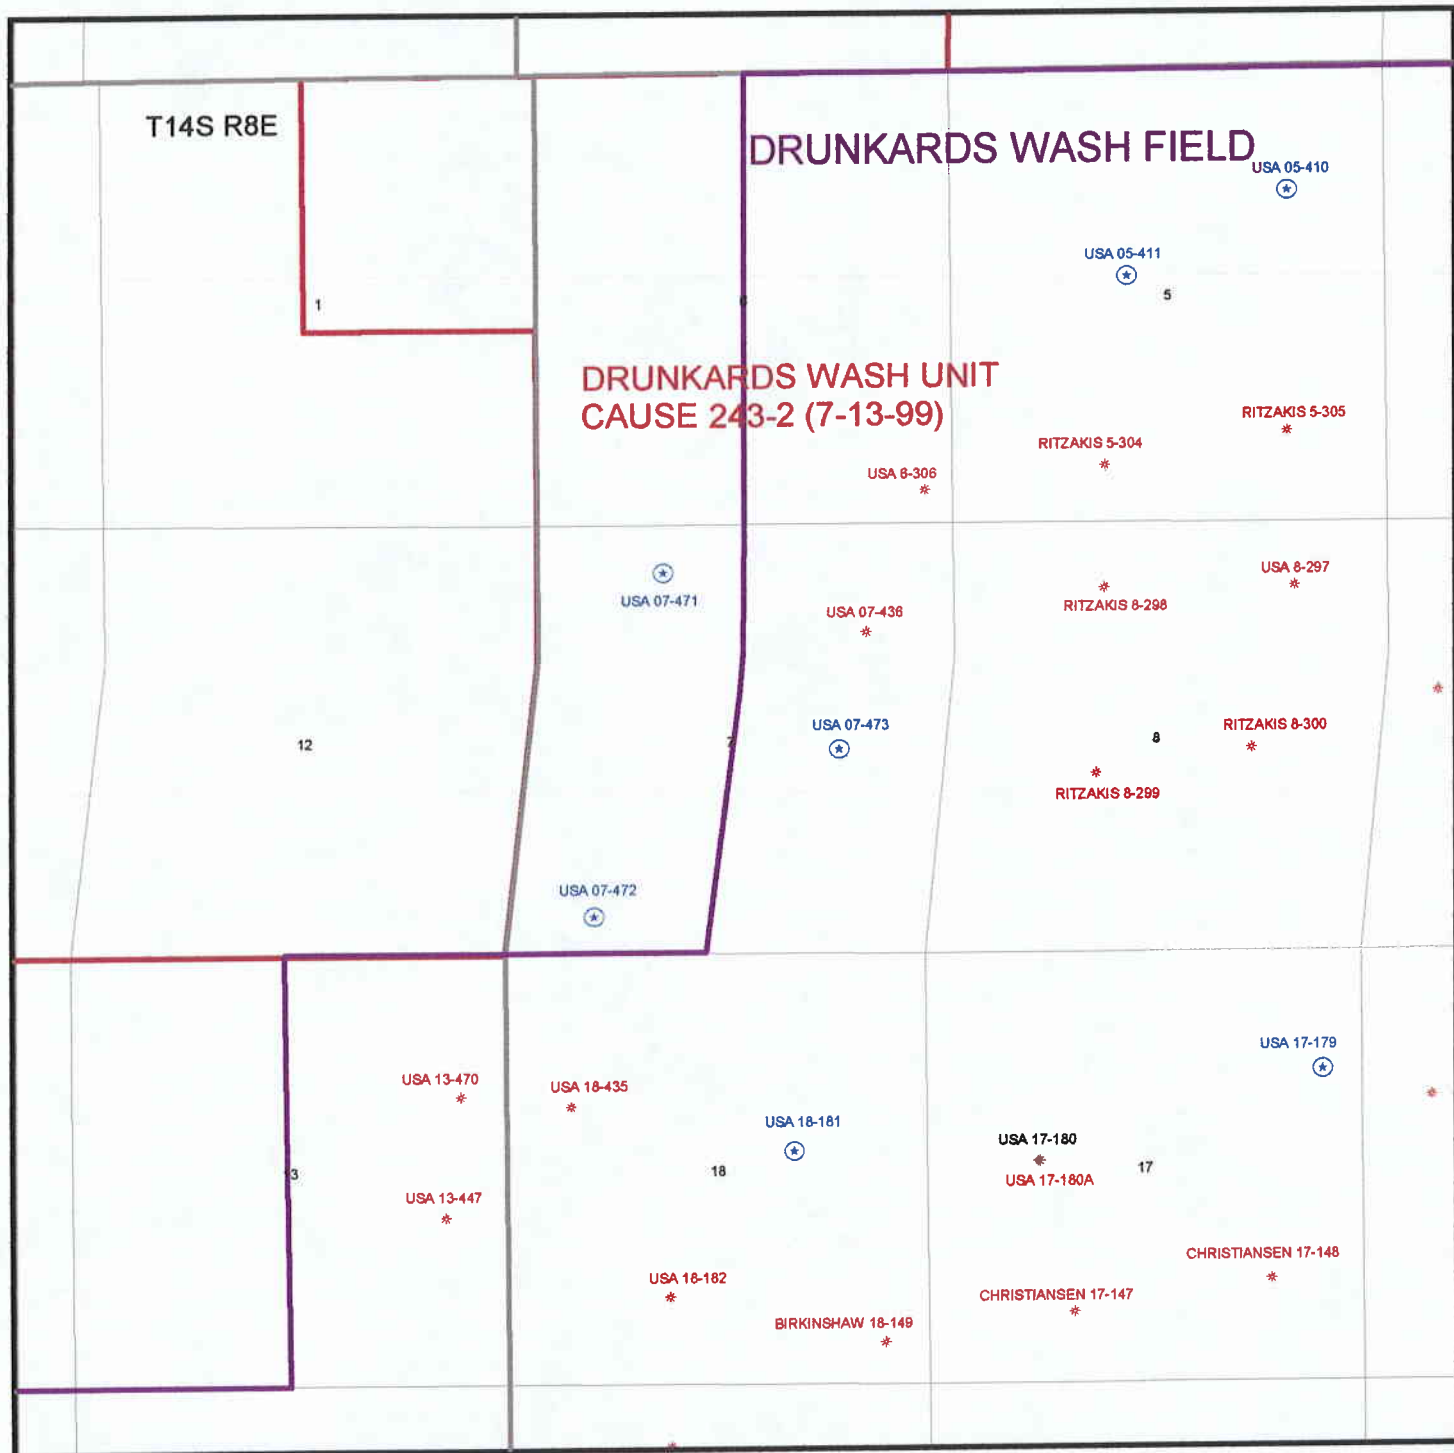 T14S R8E
DRUNKARDS WASH FIELD
USA 05-410
USA 05-411
1
6
5
DRUNKARDS WASH UNIT
CAUSE 243-2 (7-13-99)
RITZAKIS 5-305
RITZAKIS 5-304
USA 6-306
USA 07-471
USA 07-436
RITZAKIS 8-298
USA 8-297
12
7
USA 07-473
8
RITZAKIS 8-300
RITZAKIS 8-299
USA 07-472
USA 17-179
USA 13-470
USA 18-435
USA 18-181
USA 17-180
13
18
17
USA 17-180A
USA 13-447
CHRISTIANSEN 17-148
USA 18-182
CHRISTIANSEN 17-147
BIRKINSHAW 18-149